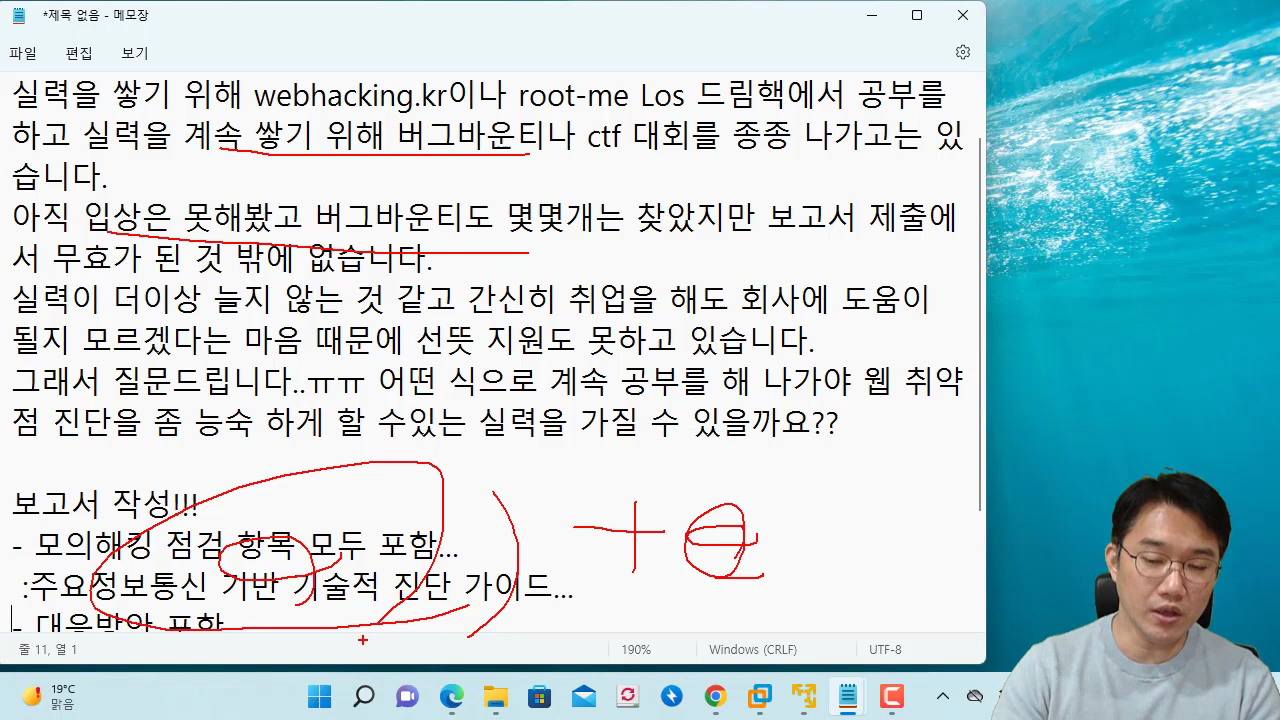 *제목 없음 - 메모장
파일 편집 보기
실력을 쌓기 위해 webhacking.kr이나 root-me Los 드림핵에서 공부를
하고 실력을 계속 쌓기 위해 버그바운티나 ctf 대회를 종종 나가고는 있
습니다.
아직 입상은 못해봤고 버그바운티도 몇몇개는 찾았지만 보고서 제출에
서 무효가 된 것 밖에 없습니다.
실력이 더이상 늘지 않는 것 같고 간신히 취업을 해도 회사에 도움이
될지 모르겠다는 마음 때문에 선뜻 지원도 못하고 있습니다.
그래서 질문드립니다..ㅠㅠ 어떤 식으로 계속 공부를 해 나가야 웹 취약
점 진단을 좀 능숙 하게 할 수있는 실력을 가질 수 있을까요??
보고서 작성!!!
- 모의해킹 점검 항목 모두 포함...
:주요정보통신 기반 기술적 진단 가이드...
- 대응방안 포함
줄 11, 열 1 190% Windows (CRLF) UTF-8
19°C
맑음